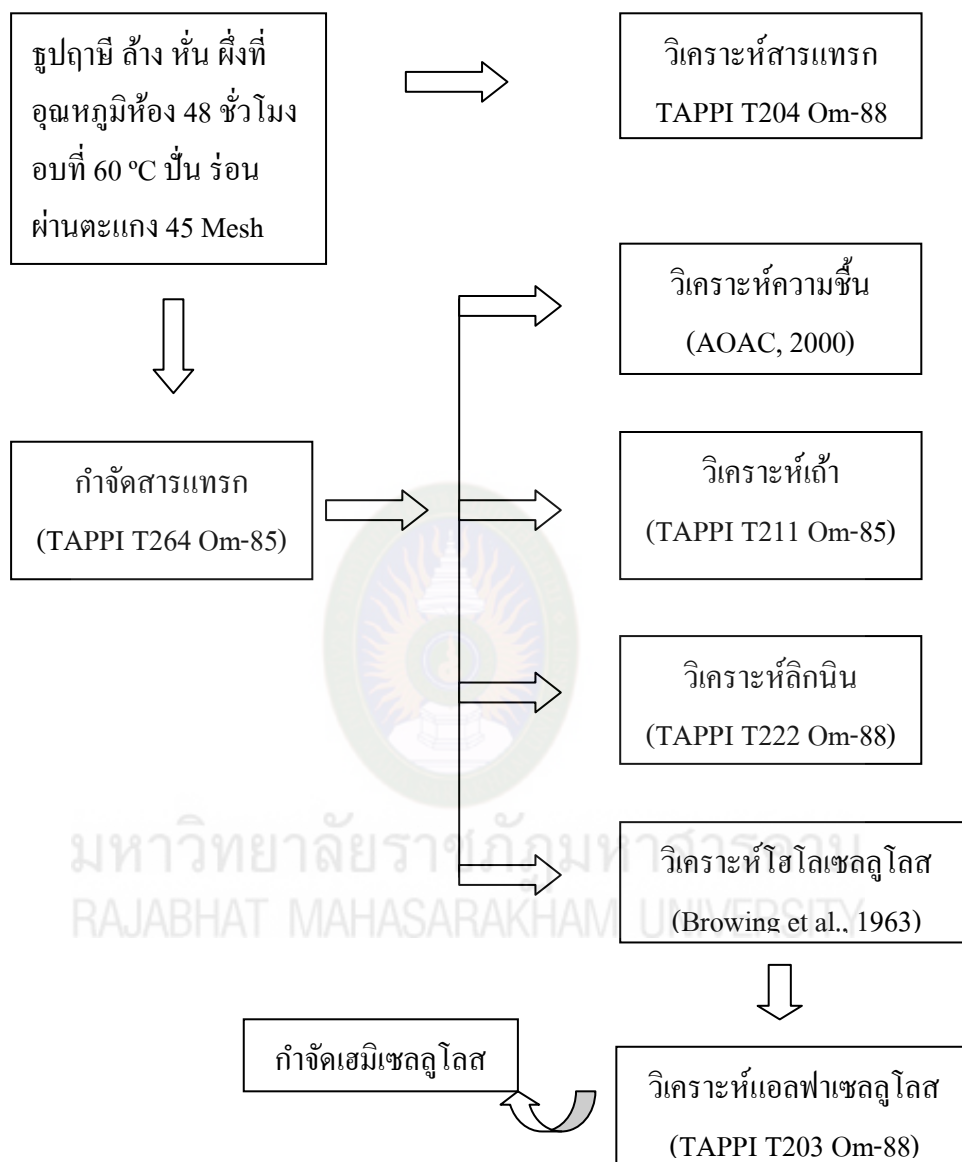 ธูปฤาษี ล้าง หั่น ผึ่งที่
อุณหภูมิห้อง 48 ชั่วโมง
อบที่ 60 ºC ปั่น ร่อน
ผ่านตะแกง 45 Mesh
วิเคราะห์สารแทรก
TAPPI T204 Om-88
วิเคราะห์ความชื้น
(AOAC, 2000)
กำจัดสารแทรก
(TAPPI T264 Om-85)
วิเคราะห์เถ้า
(TAPPI T211 Om-85)
วิเคราะห์ลิกนิน
(TAPPI T222 Om-88)
มหาวิทยาลัยราชภัฏมหาสารคาม
RAJABHAT MAHASARAKHAM UNIVERSITY
วิเคราะห์โฮโลเซลลูโลส
(Browing et al., 1963)
กำจัดเฮมิเซลลูโลส
วิเคราะห์แอลฟาเซลลูโลส
(TAPPI T203 Om-88)